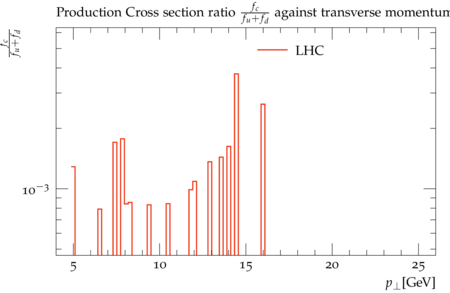 Production Cross section ratio f_c/(f_u+f_d) against transverse momentum
f_c/(f_u+f_d)
LHC
10^{-3}
5 10 15 20 25
p_⊥[GeV]